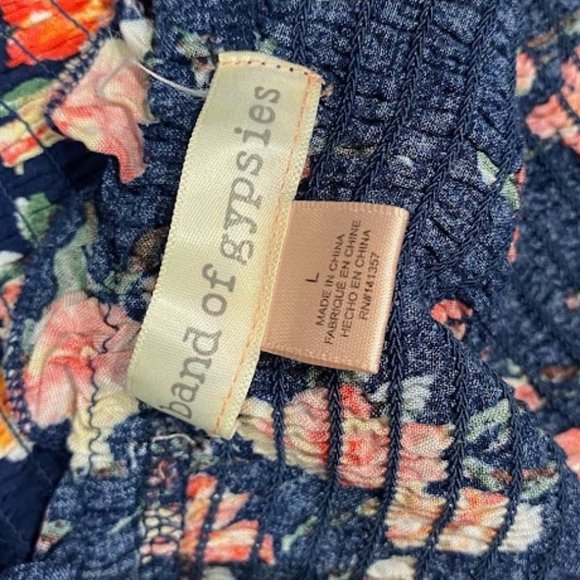 band of gypsies
L
MADE IN CHINA
FABRIQUÉ EN CHINE
HECHO EN CHINA
RN#141357